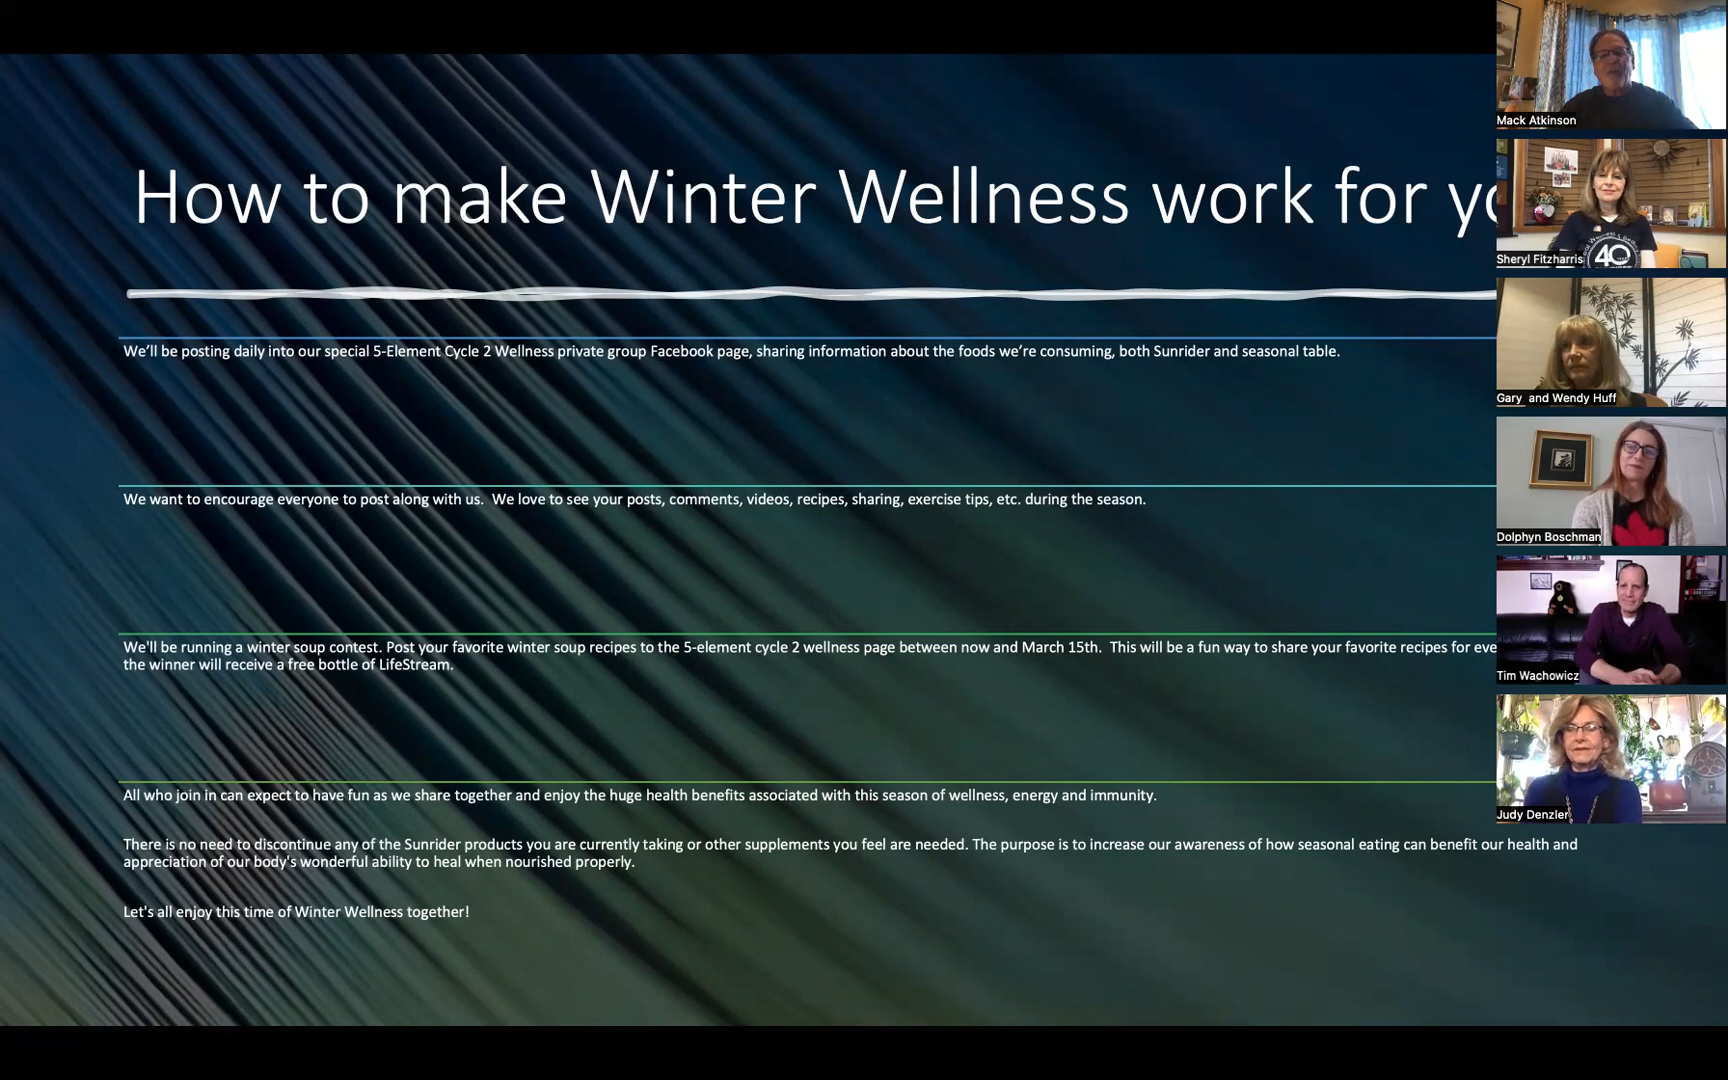 How to make Winter Wellness work for
We’ll be posting daily into our special 5-Element Cycle 2 Wellness private group Facebook page, sharing information about the foods we’re consuming, both Sunrider and seasonal table.
We want to encourage everyone to post along with us.  We love to see your posts, comments, videos, recipes, sharing, exercise tips, etc. during the season.
We'll be running a winter soup contest. Post your favorite winter soup recipes to the 5-element cycle 2 wellness page between now and March 15th.  This will be a fun way to share your favorite recipes for
the winner will receive a free bottle of LifeStream.
All who join in can expect to have fun as we share together and enjoy the huge health benefits associated with this season of wellness, energy and immunity.
There is no need to discontinue any of the Sunrider products you are currently taking or other supplements you feel are needed. The purpose is to increase our awareness of how seasonal eating can benefit our health and
appreciation of our body's wonderful ability to heal when nourished properly.
Let's all enjoy this time of Winter Wellness together!
Mack Atkinson
40
Sheryl Fitzharris
Gary  and Wendy Huff
Dolphyn Boschman
Tim Wachowicz
Judy Denzler